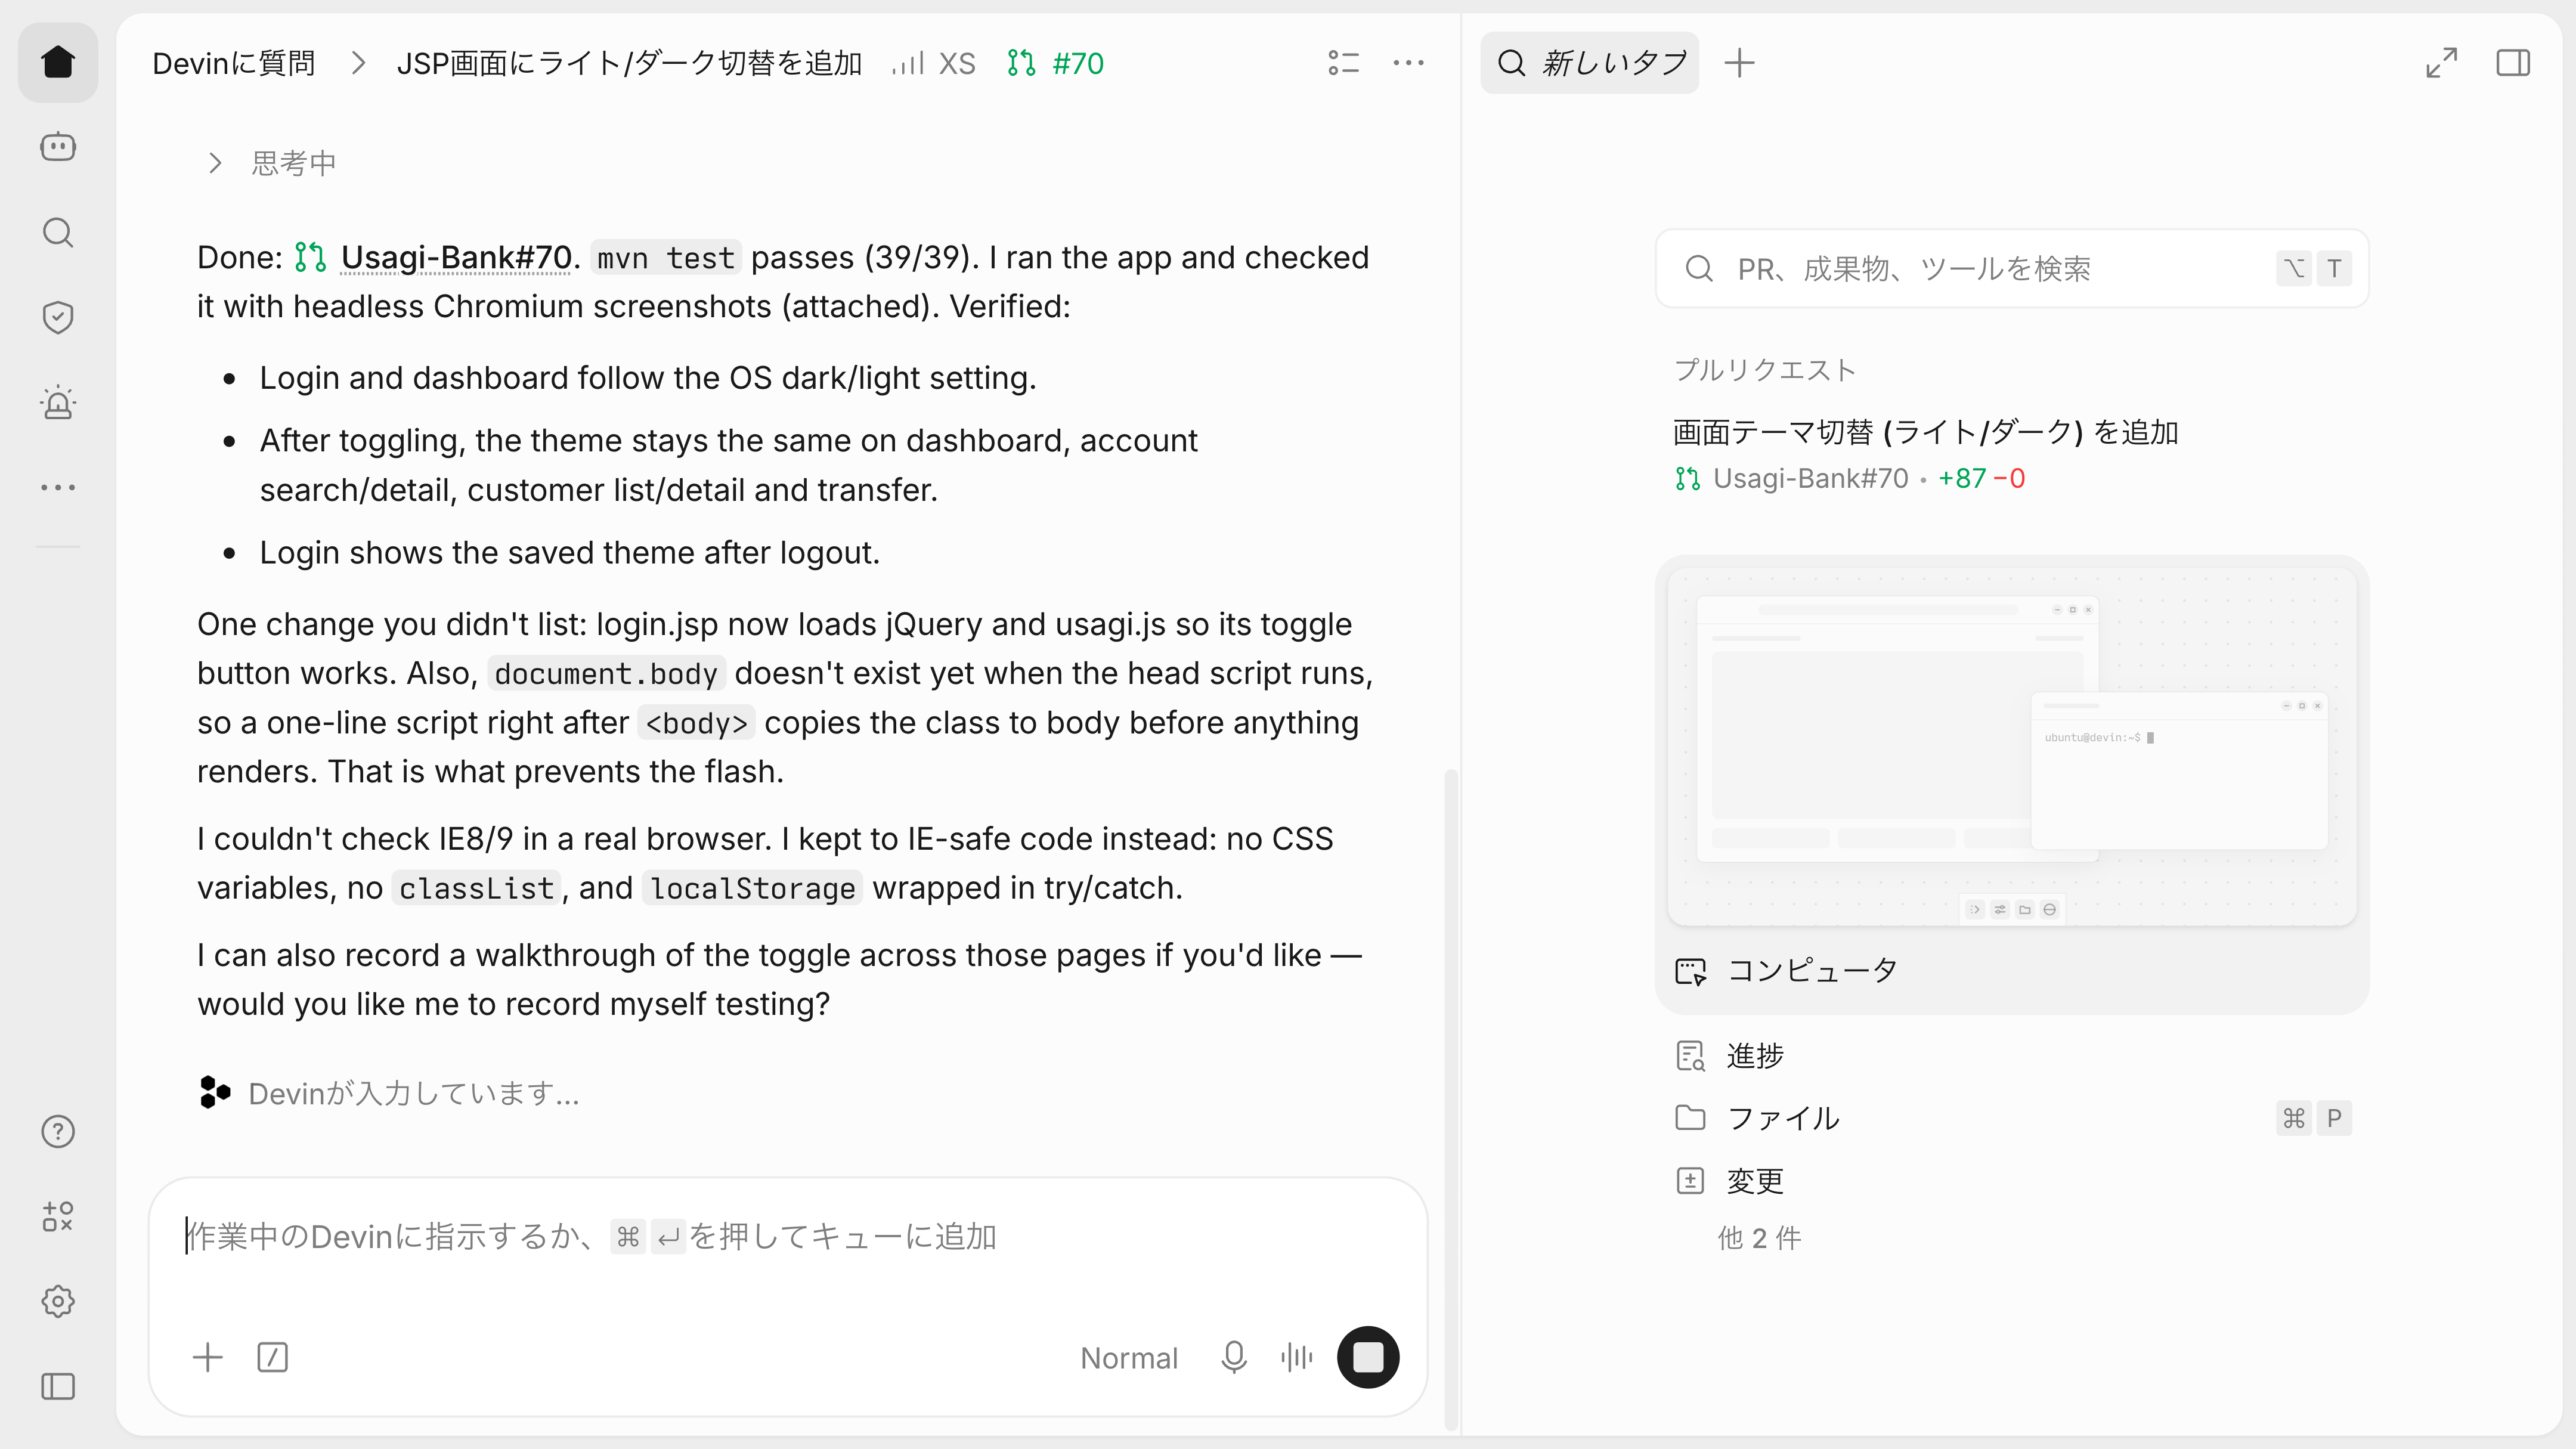 Devinに質問
JSP画面にライト/ダーク切替を追加
XS
#70
思考中
Done: Usagi-Bank#70. mvn test passes (39/39). I ran the app and checked
it with headless Chromium screenshots (attached). Verified:
Login and dashboard follow the OS dark/light setting.
After toggling, the theme stays the same on dashboard, account
search/detail, customer list/detail and transfer.
Login shows the saved theme after logout.
One change you didn't list: login.jsp now loads jQuery and usagi.js so its toggle
button works. Also, document.body doesn't exist yet when the head script runs,
so a one-line script right after <body> copies the class to body before anything
renders. That is what prevents the flash.
I couldn't check IE8/9 in a real browser. I kept to IE-safe code instead: no CSS
variables, no classList, and localStorage wrapped in try/catch.
I can also record a walkthrough of the toggle across those pages if you'd like —
would you like me to record myself testing?
Devinが入力しています...
作業中のDevinに指示するか、⌘↵を押してキューに追加
Normal
新しいタブ
PR、成果物、ツールを検索
⌥ T
プルリクエスト
画面テーマ切替 (ライト/ダーク) を追加
Usagi-Bank#70 • +87 −0
ubuntu@devin:~$
コンピュータ
進捗
ファイル
⌘ P
変更
他 2 件